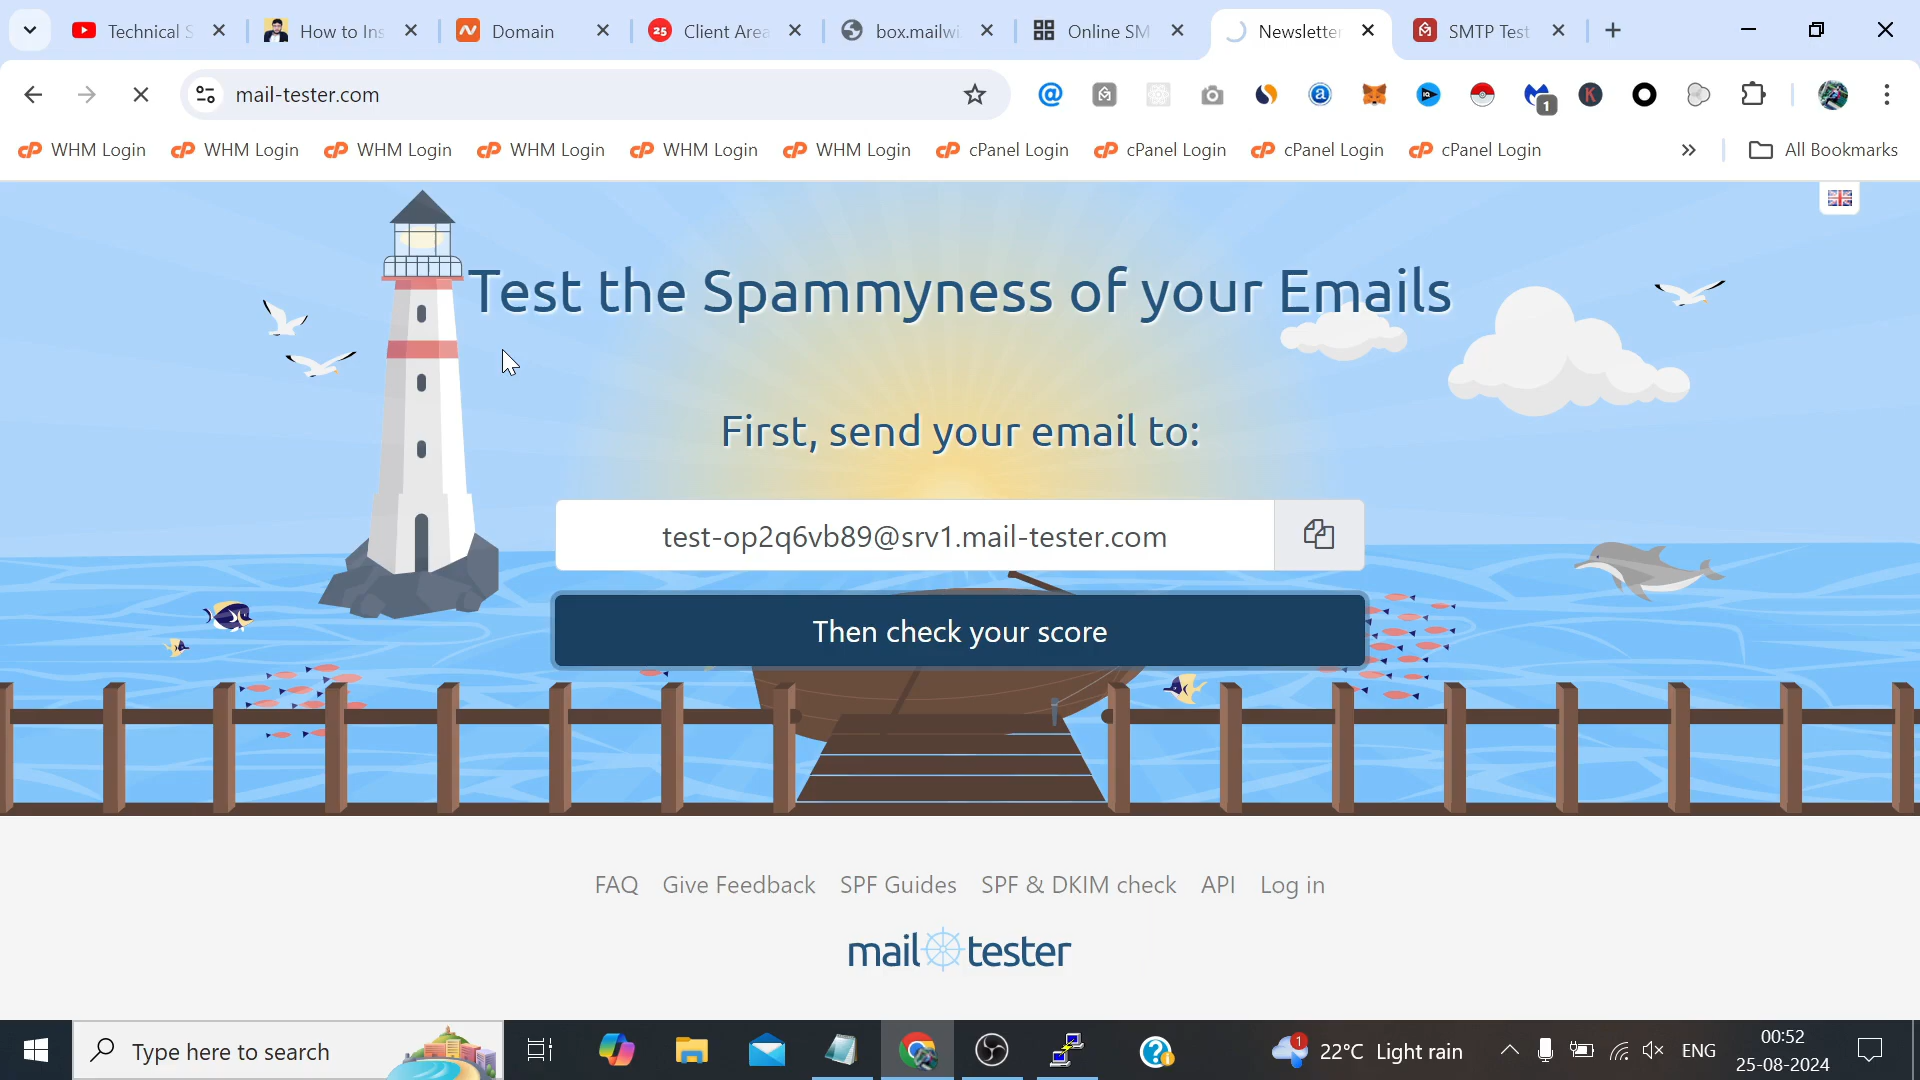 Technical S
How to Ins
Domain
25
Client Area
box.mailwi
Online SM
Newsletter
SMTP Test
mail-tester.com
1
WHM Login
WHM Login
WHM Login
WHM Login
WHM Login
WHM Login
cPanel Login
cPanel Login
cPanel Login
cPanel Login
All Bookmarks
Test the Spammyness of your Emails
First, send your email to:
test-op2q6vb89@srv1.mail-tester.com
Then check your score
FAQ
Give Feedback
SPF Guides
SPF & DKIM check
API
Log in
mail tester
Type here to search
1
22°C Light rain
ENG
00:52
25-08-2024